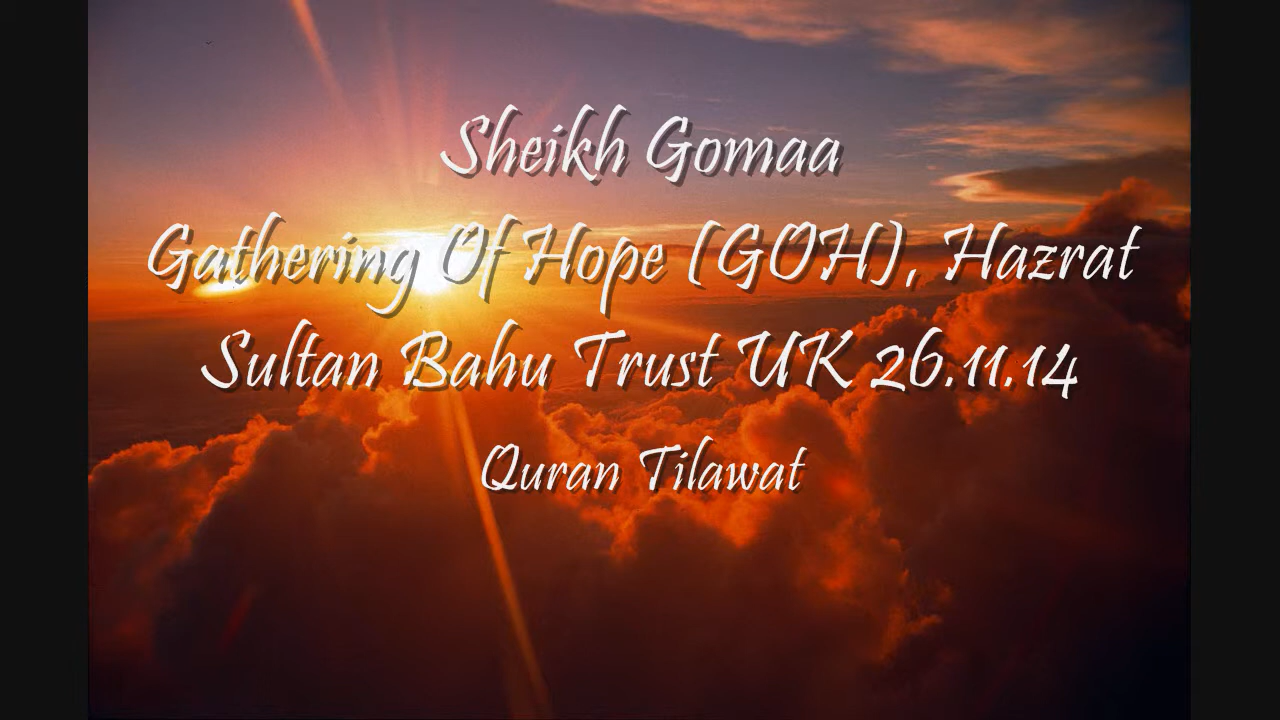 Sheikh Gomaa
Gathering Of Hope (GOH), Hazrat
Sultan Bahu Trust UK 26.11.14
Quran Tilawat